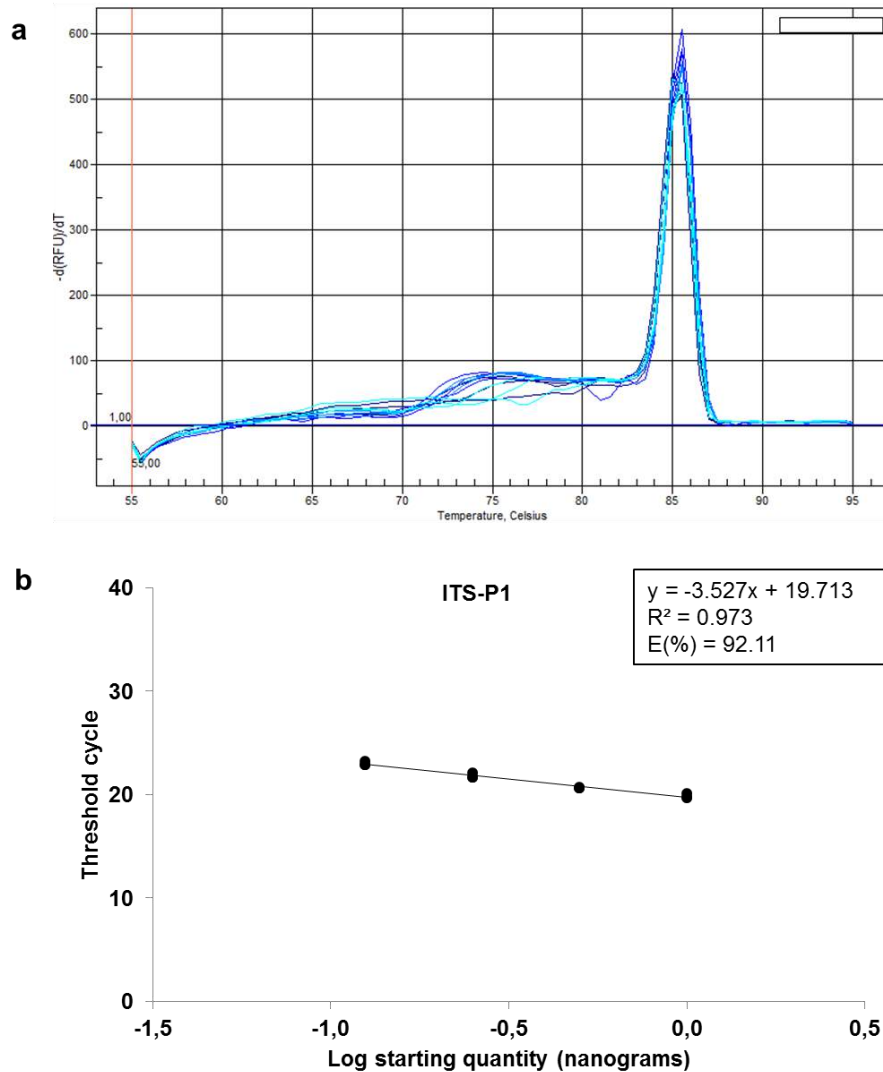 a
600
500
400
300
200
100
0
-d(RFU)/dT
1,00
55,00
55 60 65 70 75 80 85 90 95
Temperature, Celsius
b
ITS-P1
y = -3.527x + 19.713
R² = 0.973
E(%) = 92.11
40
30
20
10
0
Threshold cycle
-1,5 -1,0 -0,5 0,0 0,5
Log starting quantity (nanograms)